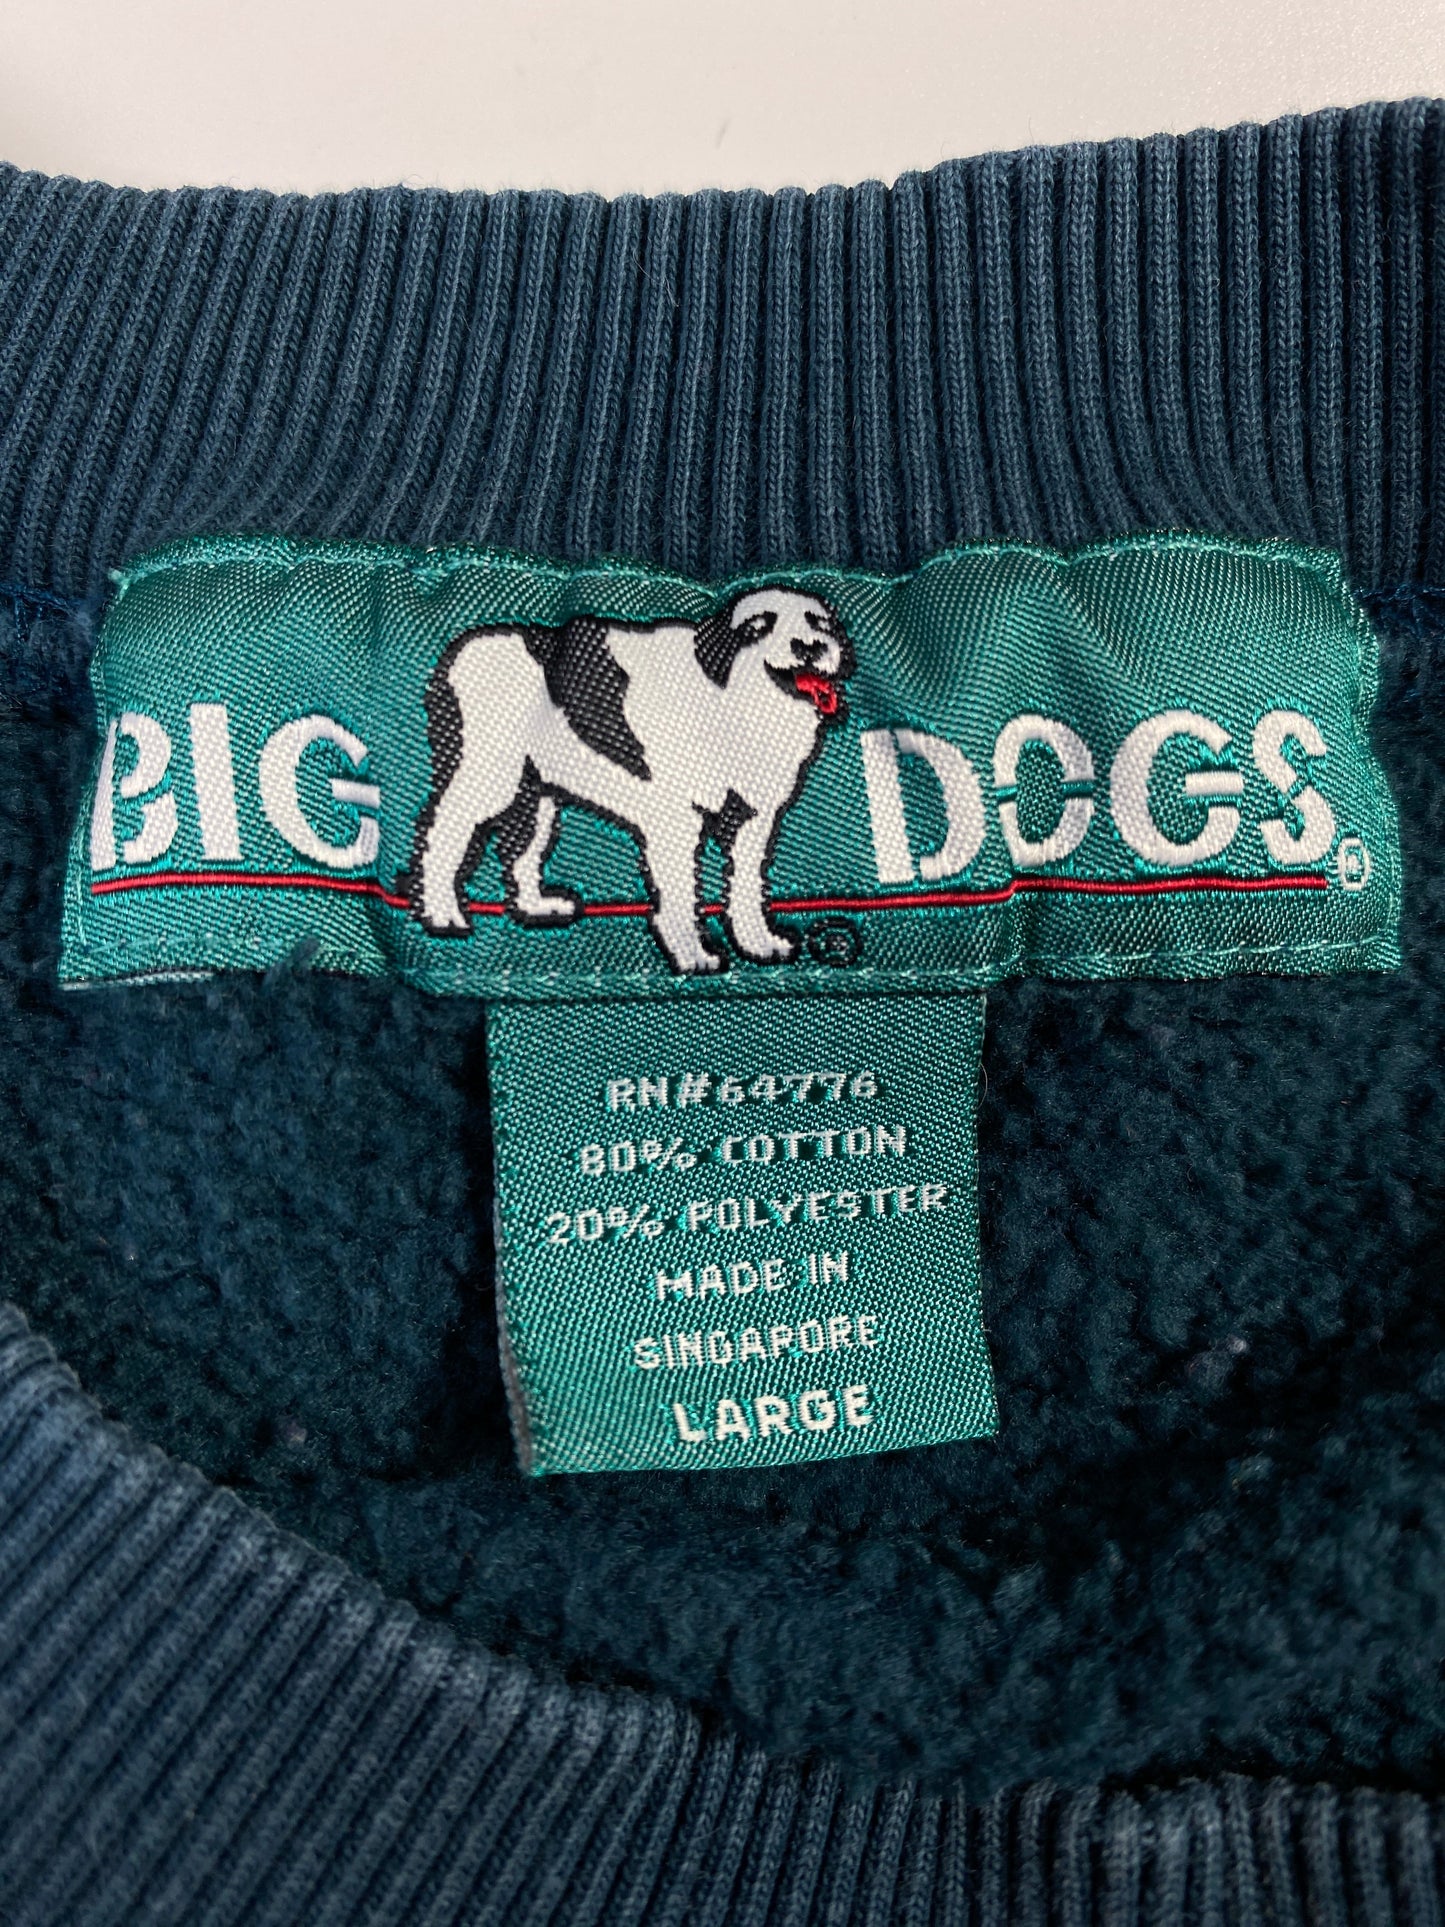 BIG DOGS®
®
RN#64776
80% COTTON
20% POLYESTER
MADE IN
SINGAPORE
LARGE